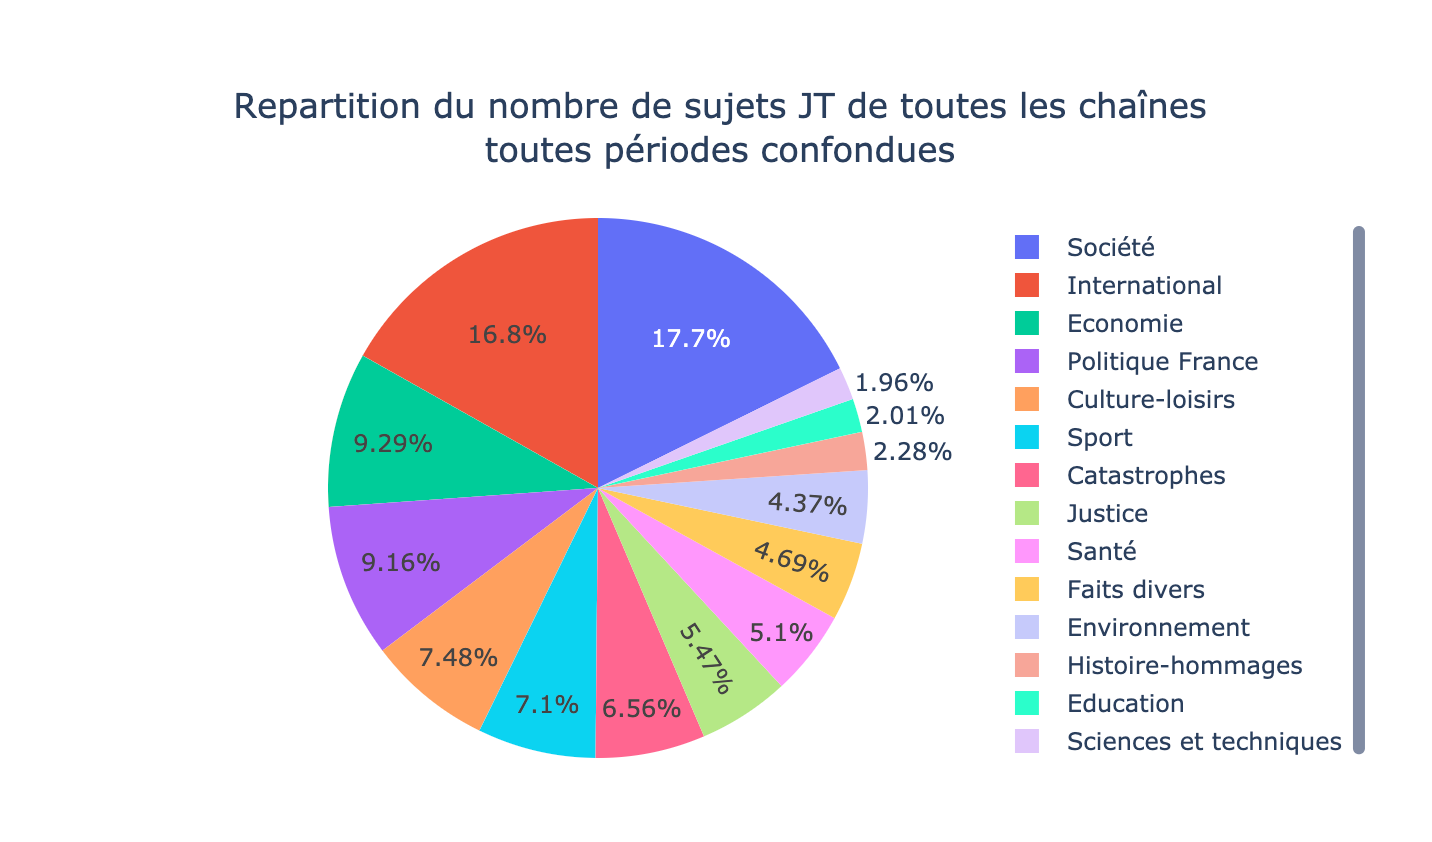 Repartition du nombre de sujets JT de toutes les chaînes
toutes périodes confondues
17.7%
16.8%
9.29%
9.16%
7.48%
7.1%
6.56%
5.47%
5.1%
4.69%
4.37%
2.28%
2.01%
1.96%
Société
International
Economie
Politique France
Culture-loisirs
Sport
Catastrophes
Justice
Santé
Faits divers
Environnement
Histoire-hommages
Education
Sciences et techniques